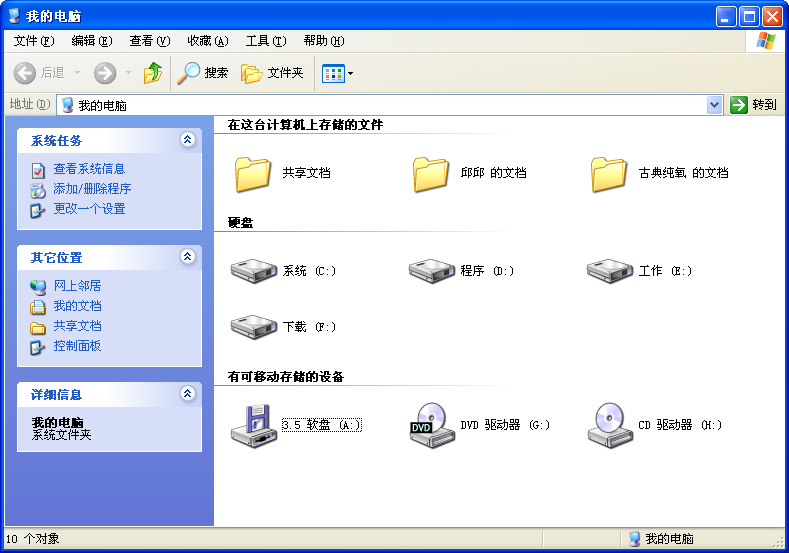 我的电脑
文件(F) 编辑(E) 查看(V) 收藏(A) 工具(T) 帮助(H)
后退 搜索 文件夹
地址(D) 我的电脑 转到
系统任务
查看系统信息
添加/删除程序
更改一个设置
其它位置
网上邻居
我的文档
共享文档
控制面板
详细信息
我的电脑
系统文件夹
在这台计算机上存储的文件
共享文档 邱邱 的文档 古典纯氧 的文档
硬盘
系统 (C:) 程序 (D:) 工作 (E:)
下载 (F:)
有可移动存储的设备
3.5 软盘 (A:) DVD DVD 驱动器 (G:) CD 驱动器 (H:)
10 个对象 我的电脑